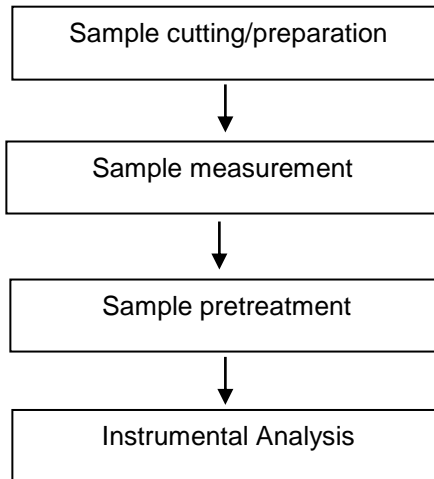 Sample cutting/preparation
Sample measurement
Sample pretreatment
Instrumental Analysis